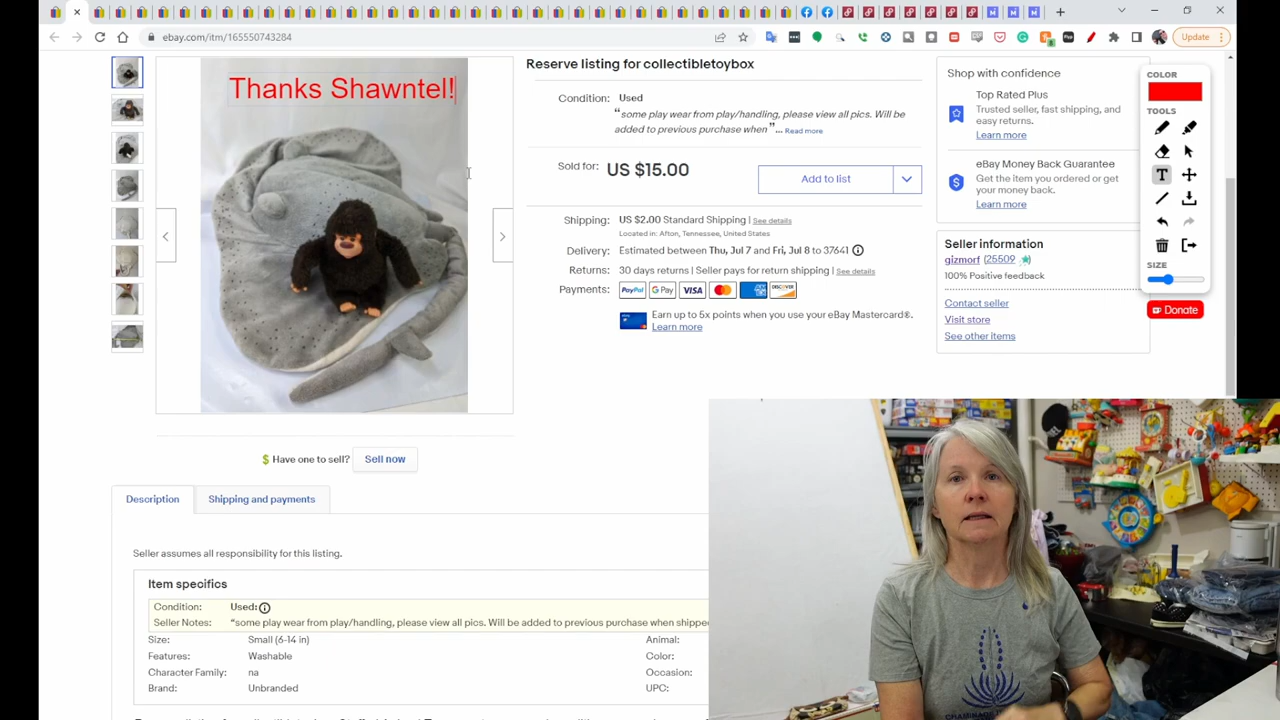 ebay.com/itm/165550743284
Update
Thanks Shawntel!
Reserve listing for collectibletoybox
Condition: Used
“some play wear from play/handling, please view all pics. Will be
added to previous purchase when ”... Read more
Sold for: US $15.00
Add to list
Shipping: US $2.00 Standard Shipping | See details
Located in: Afton, Tennessee, United States
Delivery: Estimated between Thu, Jul 7 and Fri, Jul 8 to 37641
Returns: 30 days returns | Seller pays for return shipping | See details
Payments: PayPal G Pay VISA DISCOVER
Earn up to 5x points when you use your eBay Mastercard®.
Learn more
Shop with confidence
Top Rated Plus
Trusted seller, fast shipping, and
easy returns.
Learn more
eBay Money Back Guarantee
Get the item you ordered or get
your money back.
Learn more
Seller information
gizmorf (25509
100% Positive feedback
Contact seller
Visit store
See other items
COLOR
TOOLS
T
SIZE
Donate
$ Have one to sell? Sell now
Description Shipping and payments
Seller assumes all responsibility for this listing.
Item specifics
Condition: Used:
Seller Notes: “some play wear from play/handling, please view all pics. Will be added to previous purchase when shippe
Size: Small (6-14 in) Animal:
Features: Washable Color:
Character Family: na Occasion:
Brand: Unbranded UPC: